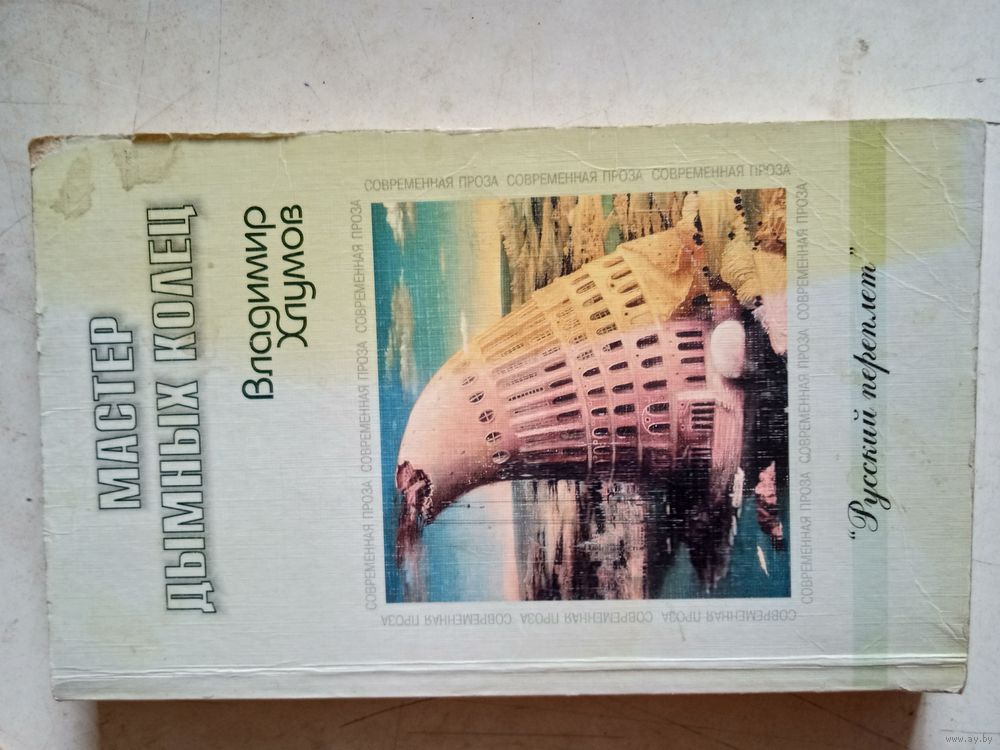 МАСТЕР
ДЫМНЫХ КОЛЕЦ
Владимир
Хлумов
СОВРЕМЕННАЯ ПРОЗА СОВРЕМЕННАЯ ПРОЗА СОВРЕМЕННАЯ ПРОЗА
СОВРЕМЕННАЯ ПРОЗА СОВРЕМЕННАЯ ПРОЗА СОВРЕМЕННАЯ ПРОЗА
СОВРЕМЕННАЯ ПРОЗА СОВРЕМЕННАЯ ПРОЗА СОВРЕМЕННАЯ ПРОЗА
СОВРЕМЕННАЯ ПРОЗА СОВРЕМЕННАЯ ПРОЗА СОВРЕМЕННАЯ ПРОЗА
"Русский переплет"
www.ay.by